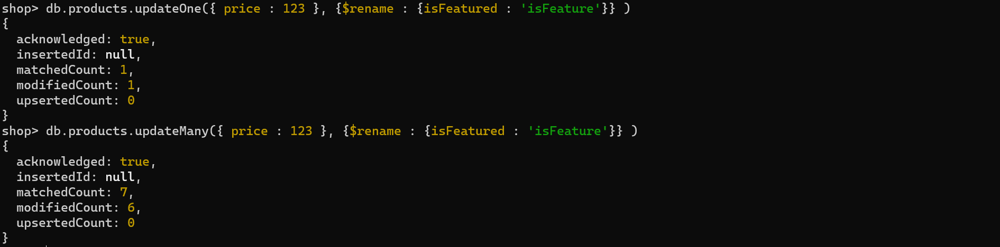 shop> db.products.updateOne({ price : 123 }, {$rename : {isFeatured : 'isFeature'}} )
{
  acknowledged: true,
  insertedId: null,
  matchedCount: 1,
  modifiedCount: 1,
  upsertedCount: 0
}
shop> db.products.updateMany({ price : 123 }, {$rename : {isFeatured : 'isFeature'}} )
{
  acknowledged: true,
  insertedId: null,
  matchedCount: 7,
  modifiedCount: 6,
  upsertedCount: 0
}